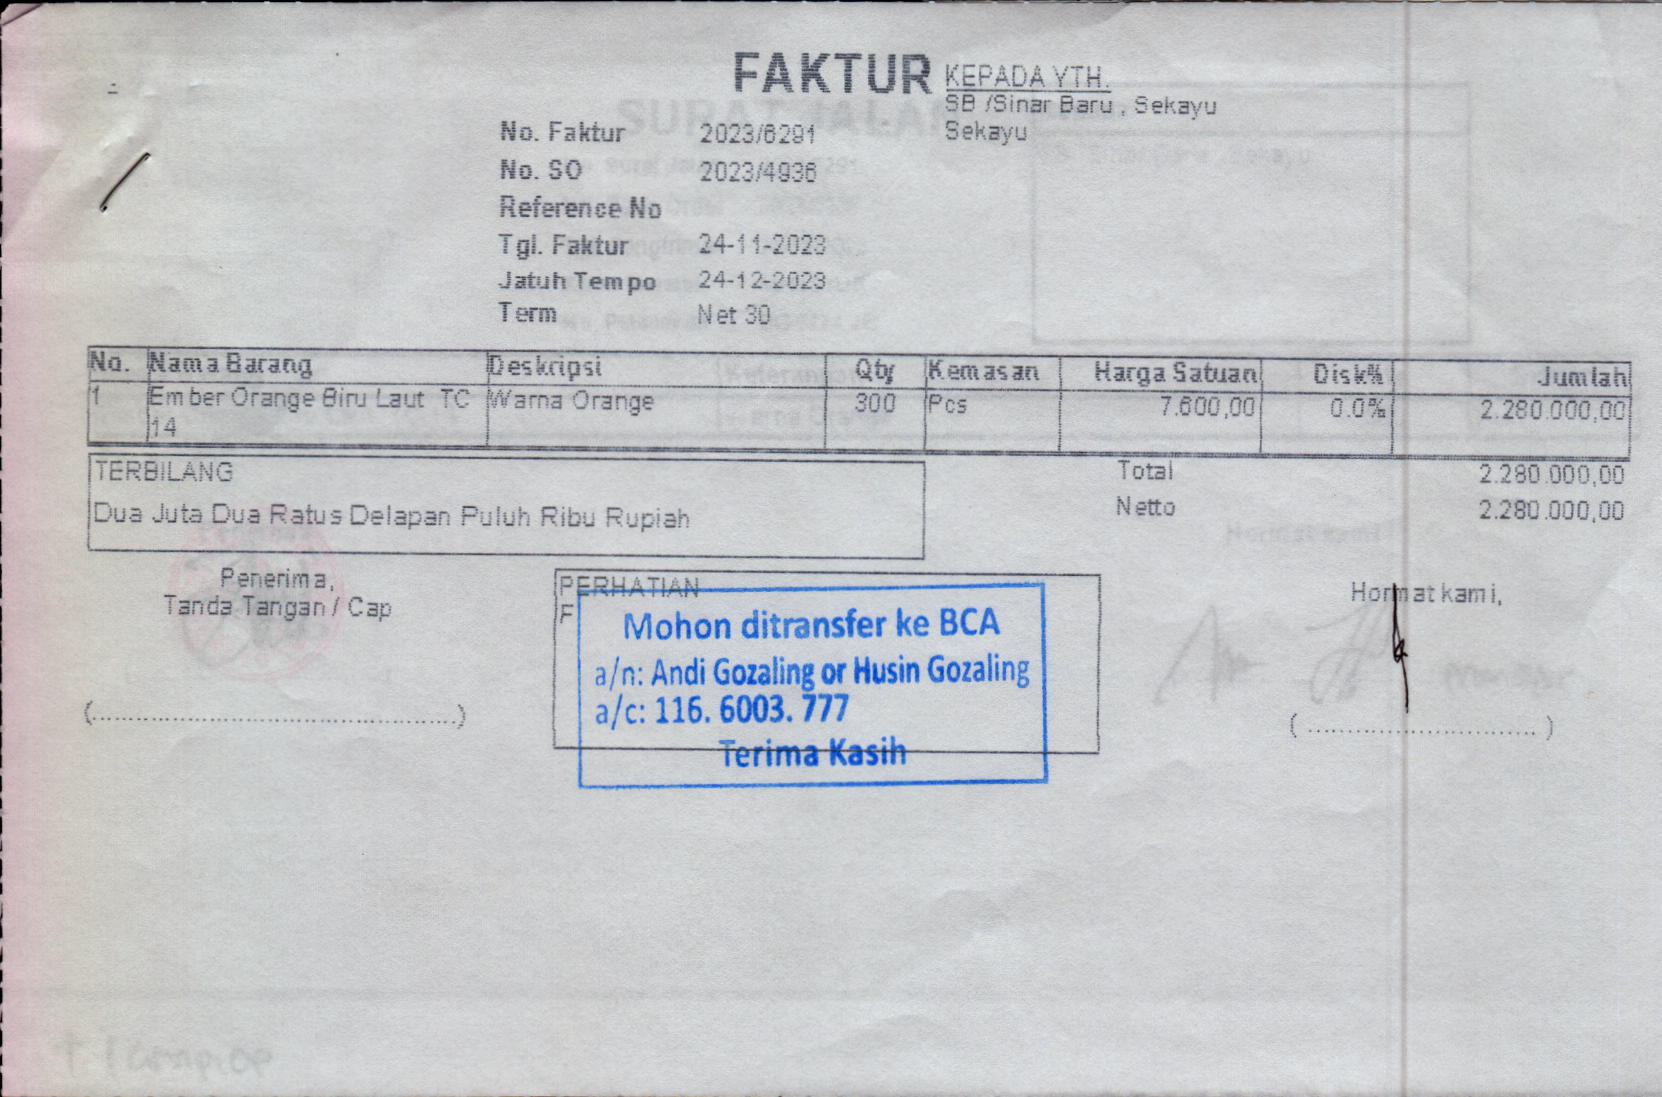 FAKTUR
KEPADA YTH.
SB /Sinar Baru , Sekayu
Sekayu
No. Faktur 2023/6291
No. SO 2023/4936
Reference No
Tgl. Faktur 24-11-2023
Jatuh Tempo 24-12-2023
Term Net 30
No. Nama Barang Deskripsi Qty Kemasan Harga Satuan Disk% Jumlah
1 Ember Orange Biru Laut TC Warna Orange 300 Pcs 7.600,00 0.0% 2.280.000,00
14
TERBILANG
Dua Juta Dua Ratus Delapan Puluh Ribu Rupiah
Total 2.280.000,00
Netto 2.280.000,00
Penerima,
Tanda Tangan / Cap
(..................................................)
PERHATIAN
F
Mohon ditransfer ke BCA
a/n: Andi Gozaling or Husin Gozaling
a/c: 116. 6003. 777
Terima Kasih
Hormat kami,
( ............................... )
SURAT JALAN